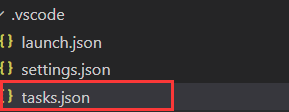 .vscode
{} launch.json
{} settings.json
{} tasks.json